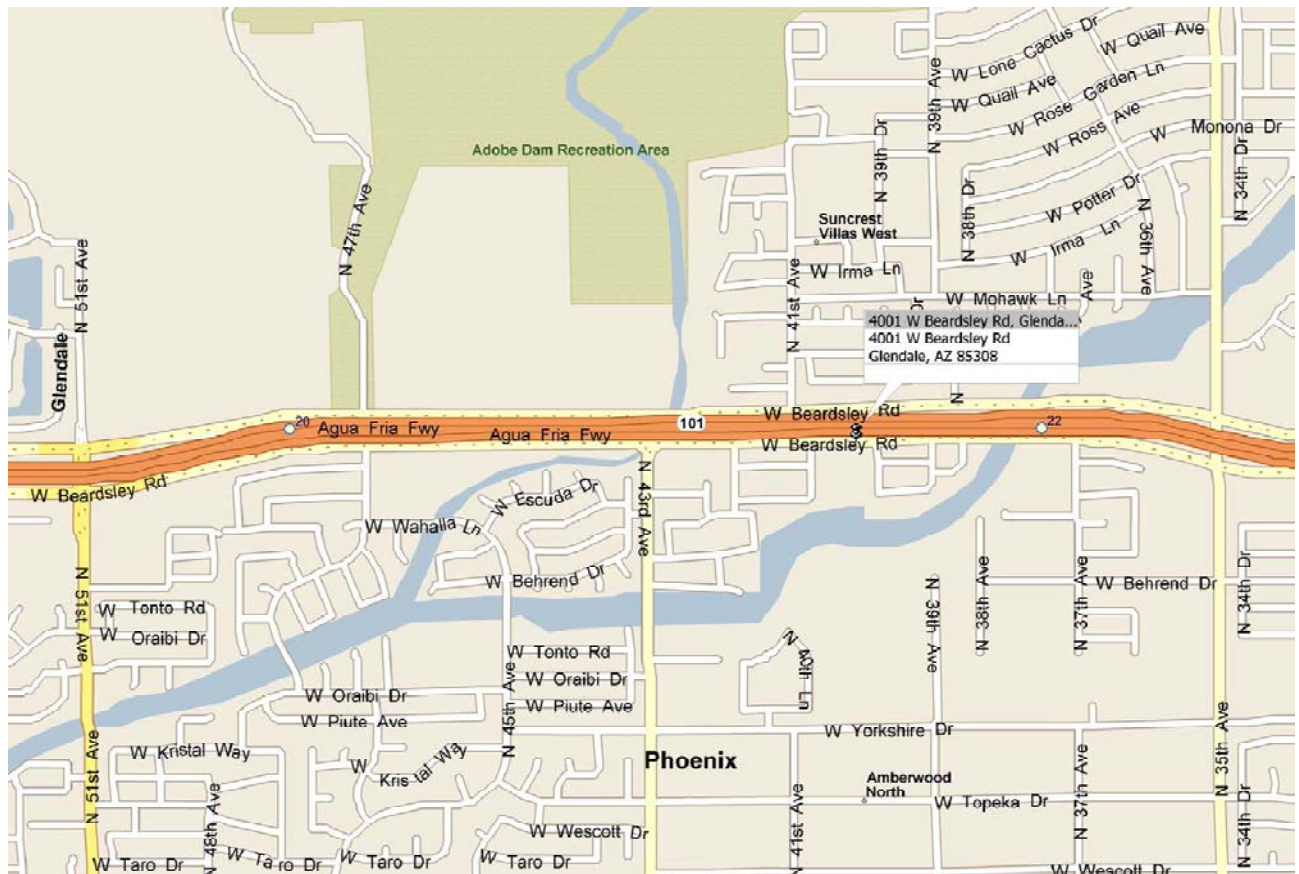 W Lone Cactus Dr
W Quail Ave
W Quail Ave
W Rose Garden Ln
W Ross Ave
W Monona Dr
W Potter Dr
N 39th Ave
N 39th Dr
N 38th Dr
N 36th Ave
N 34th Dr
Adobe Dam Recreation Area
N 47th Ave
N 51st Ave
Glendale
Suncrest
Villas West
W Irma Ln
W Irma Ln
N 41st Ave
W Mohawk Ln
Ave
Dr
4001 W Beardsley Rd, Glenda...
4001 W Beardsley Rd
Glendale, AZ 85308
N
20
Agua Fria Fwy
Agua Fria Fwy
101
W Beardsley Rd
W Beardsley Rd
22
W Beardsley Rd
W Escuda Dr
W Wahalla Ln
N 43rd Ave
W Behrend Dr
W Behrend Dr
N 51st Ave
W Tonto Rd
W Oraibi Dr
N 39th Ave
N 38th Ave
N 37th Ave
N 34th Dr
N 40th Ln
W Tonto Rd
W Oraibi Dr
W Piute Ave
W Oraibi Dr
W Piute Ave
N 45th Ave
W Kristal Way
W Kristal Way
W Yorkshire Dr
Phoenix
Amberwood
North
W Topeka Dr
N 51st Ave
N 48th Ave
N 41st Ave
N 37th Ave
N 35th Ave
N 34th Dr
W Wescott Dr
W Taro Dr
W Taro Dr
W Taro Dr
W Taro Dr
W Wescott Dr